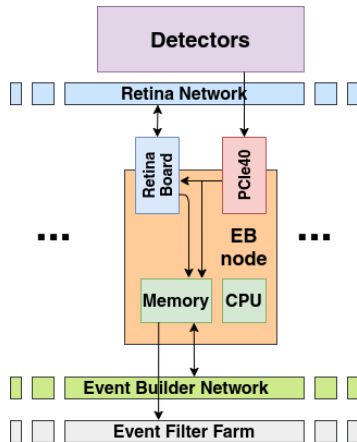 Detectors
Retina Network
Retina
Board
PCIe40
EB
node
Memory
CPU
Event Builder Network
Event Filter Farm